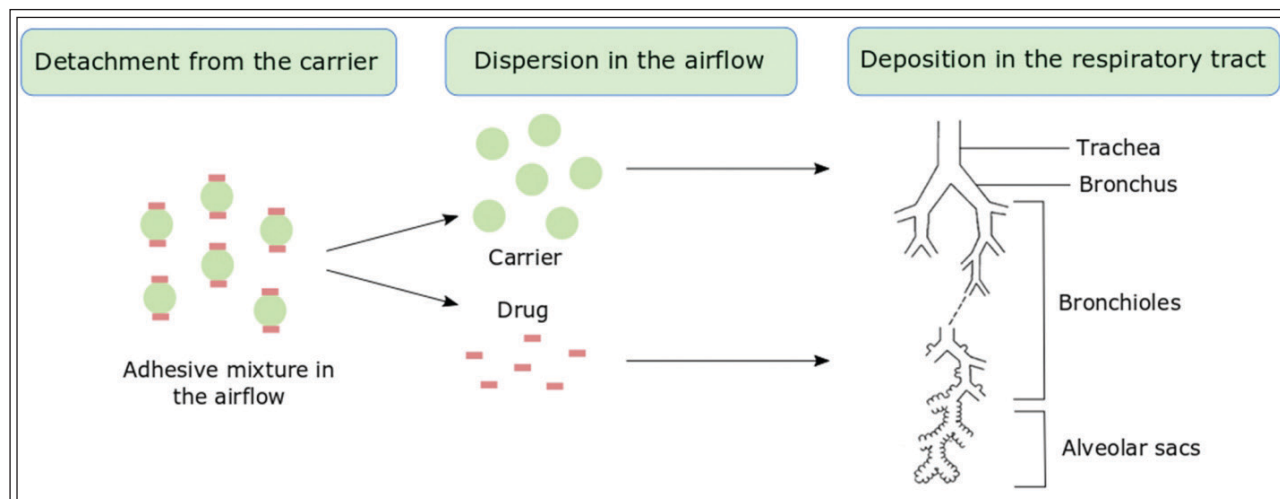 Detachment from the carrier
Dispersion in the airflow
Deposition in the respiratory tract
Trachea
Bronchus
Carrier
Drug
Bronchioles
Adhesive mixture in
the airflow
Alveolar sacs